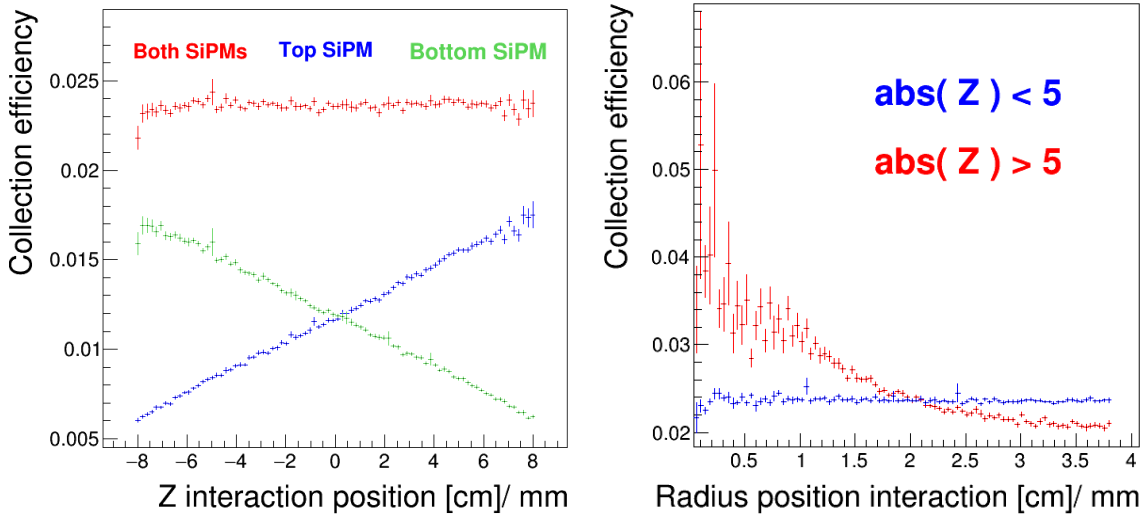 Collection efficiency
0.025
0.02
0.015
0.01
0.005
Both SiPMs Top SiPM Bottom SiPM
−8 −6 −4 −2 0 2 4 6 8
Z interaction position [cm]/ mm
Collection efficiency
0.06
0.05
0.04
0.03
0.02
abs( Z ) < 5
abs( Z ) > 5
0.5 1 1.5 2 2.5 3 3.5 4
Radius position interaction [cm]/ mm